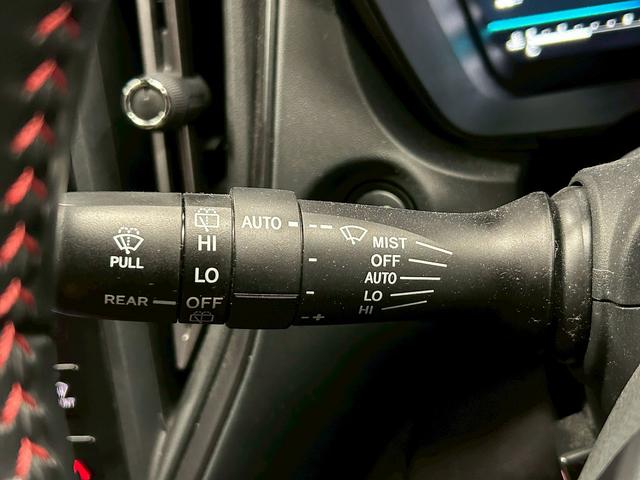 PULL
REAR
HI
LO
OFF
AUTO
- +
MIST
OFF
AUTO
LO
HI